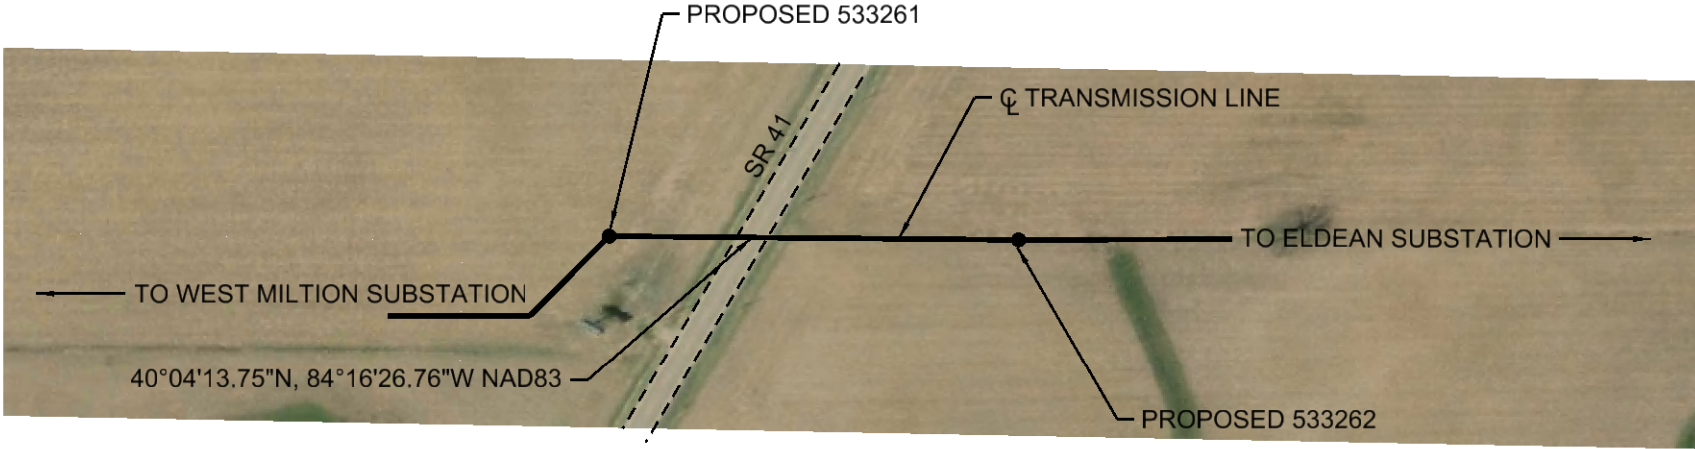 PROPOSED 533261
℄ TRANSMISSION LINE
SR 41
TO ELDEAN SUBSTATION
TO WEST MILTION SUBSTATION
40°04'13.75"N, 84°16'26.76"W NAD83
PROPOSED 533262